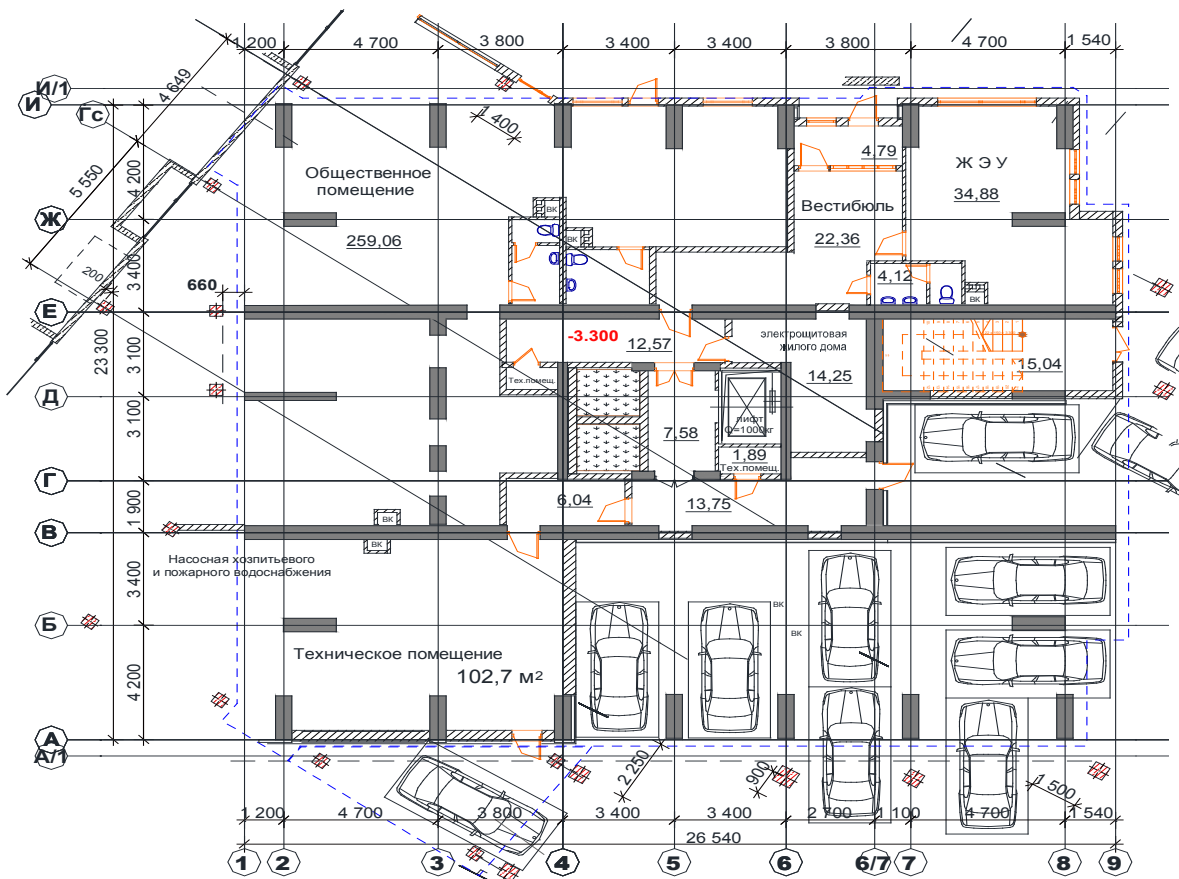 1 200
4 700
3 800
3 400
3 400
3 800
4 700
1 540
И/1
И
Гс
4 649
5 550
1 400
4 200
3 400
200
660
23 300
3 100
3 100
1 900
3 400
4 200
Ж
Е
Д
Г
В
Б
А
А/1
Общественное
помещение
259,06
ВК
ВК
4,79
Ж Э У
34,88
Вестибюль
22,36
4,12
ВК
-3.300
12,57
электрощитовая
жилого дома
14,25
15,04
Тех.помещ.
7,58
лифт
Q=1000кг
1,89
Тех.помещ.
6,04
13,75
ВК
ВК
Насосная хозпитьевого
и пожарного водоснабжения
ВК
ВК
Техническое помещение
102,7 м²
2 250
900
1 500
1 200
4 700
3 800
3 400
3 400
2 700
1 100
4 700
1 540
26 540
1
2
3
4
5
6
6/7
7
8
9